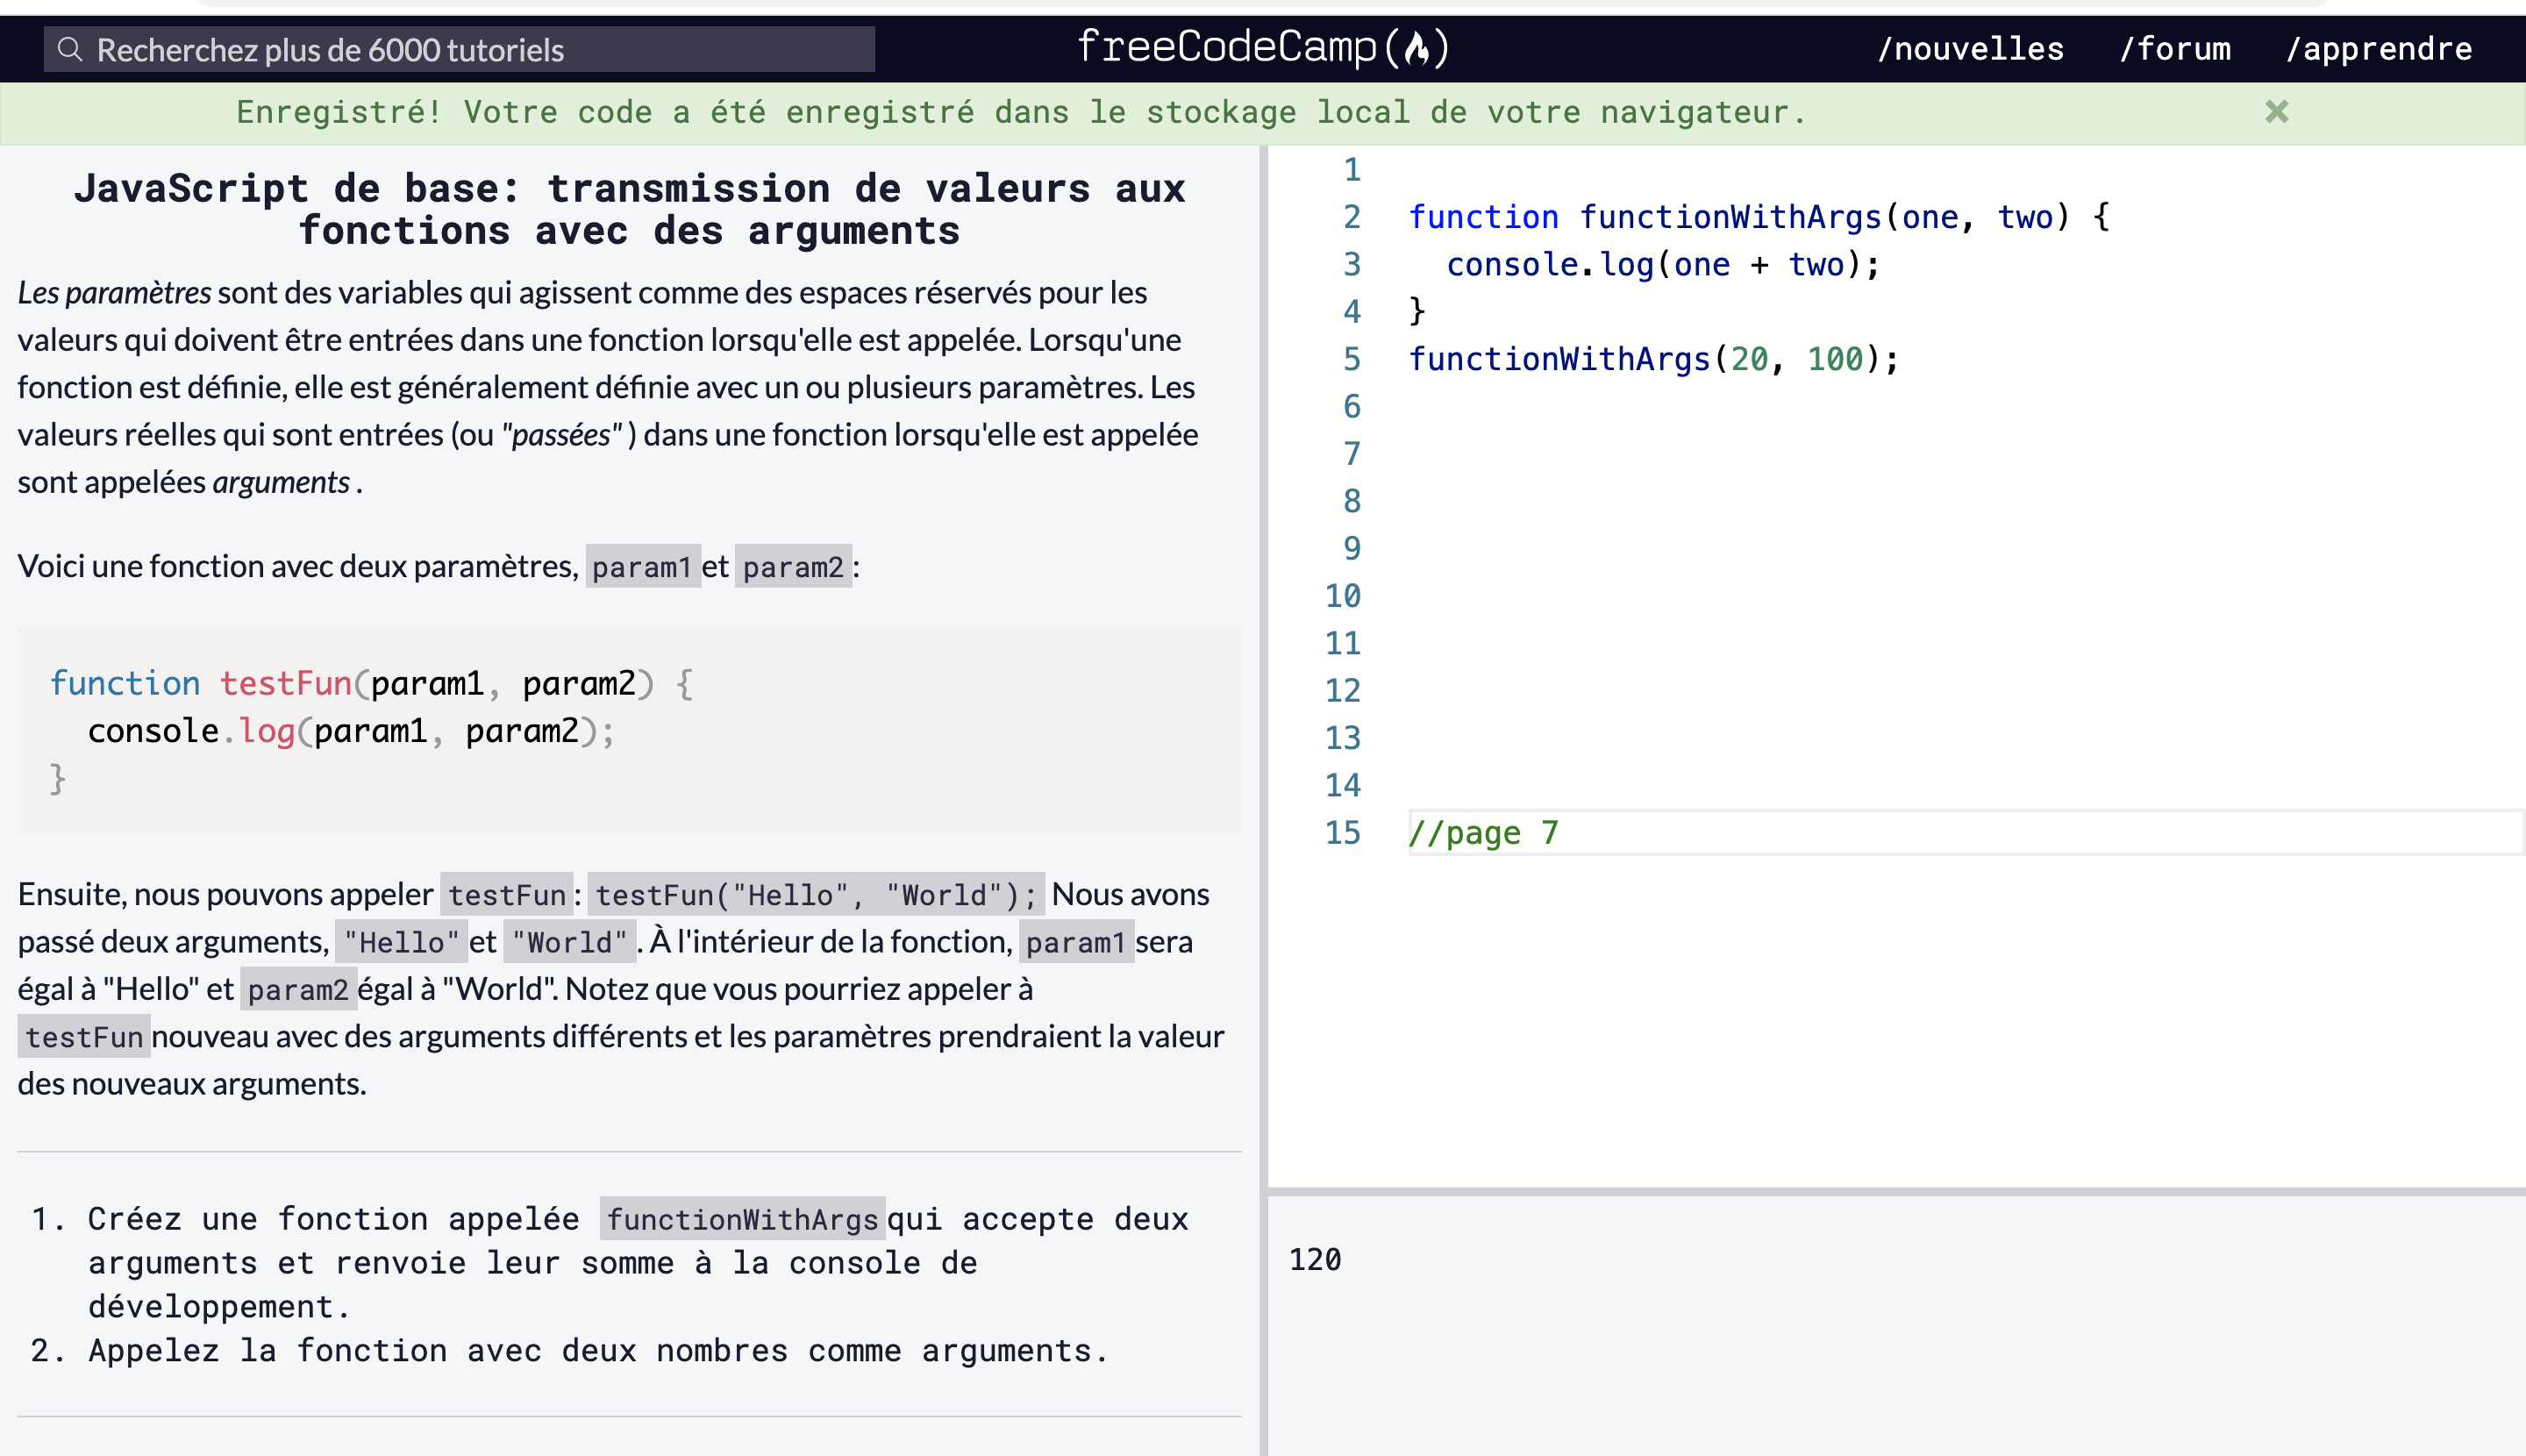 Recherchez plus de 6000 tutoriels
freeCodeCamp(🔥)
/nouvelles /forum /apprendre
Enregistré! Votre code a été enregistré dans le stockage local de votre navigateur.
JavaScript de base: transmission de valeurs aux
fonctions avec des arguments
Les paramètres sont des variables qui agissent comme des espaces réservés pour les
valeurs qui doivent être entrées dans une fonction lorsqu'elle est appelée. Lorsqu'une
fonction est définie, elle est généralement définie avec un ou plusieurs paramètres. Les
valeurs réelles qui sont entrées (ou "passées" ) dans une fonction lorsqu'elle est appelée
sont appelées arguments .
Voici une fonction avec deux paramètres, param1 et param2 :
function testFun(param1, param2) {
  console.log(param1, param2);
}
Ensuite, nous pouvons appeler testFun : testFun("Hello", "World"); Nous avons
passé deux arguments, "Hello" et "World" . À l'intérieur de la fonction, param1 sera
égal à "Hello" et param2 égal à "World". Notez que vous pourriez appeler à
testFun nouveau avec des arguments différents et les paramètres prendraient la valeur
des nouveaux arguments.
1. Créez une fonction appelée functionWithArgs qui accepte deux
arguments et renvoie leur somme à la console de
développement.
2. Appelez la fonction avec deux nombres comme arguments.
1
2 function functionWithArgs(one, two) {
3   console.log(one + two);
4 }
5 functionWithArgs(20, 100);
6
7
8
9
10
11
12
13
14
15 //page 7
120